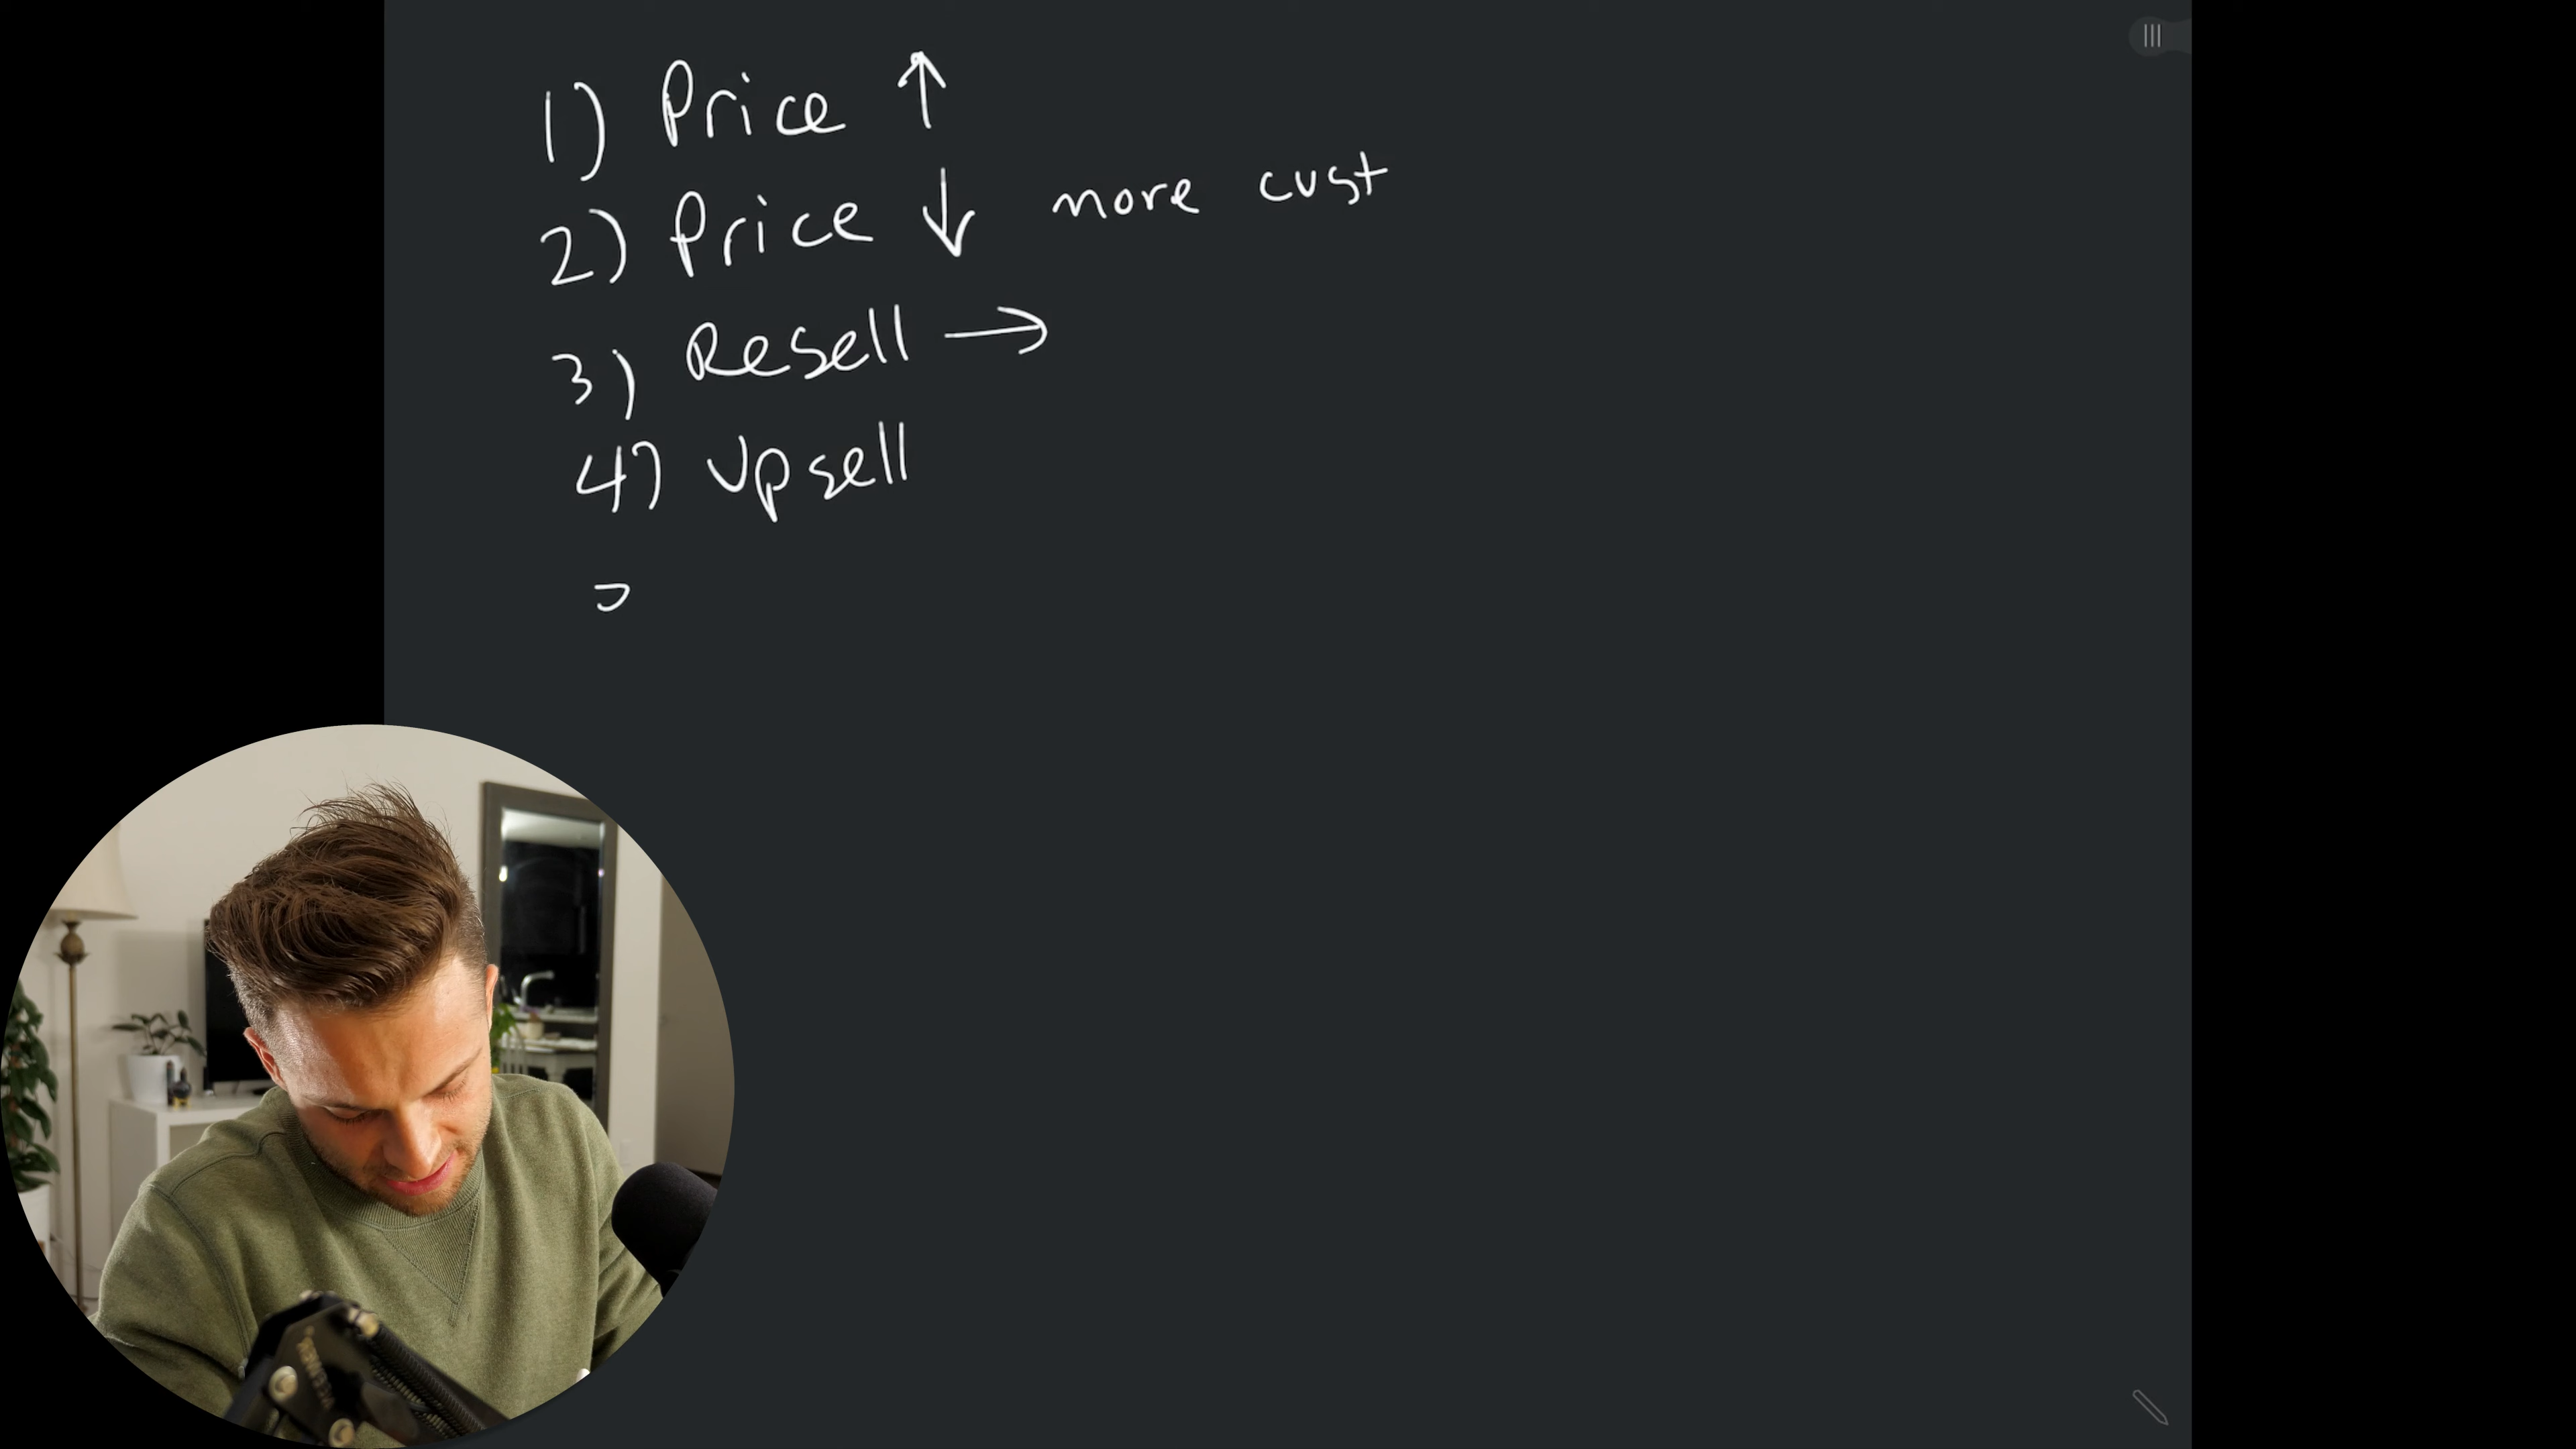 1) Price ↑
2) Price ↓ more cust
3) Resell →
4) Upsell